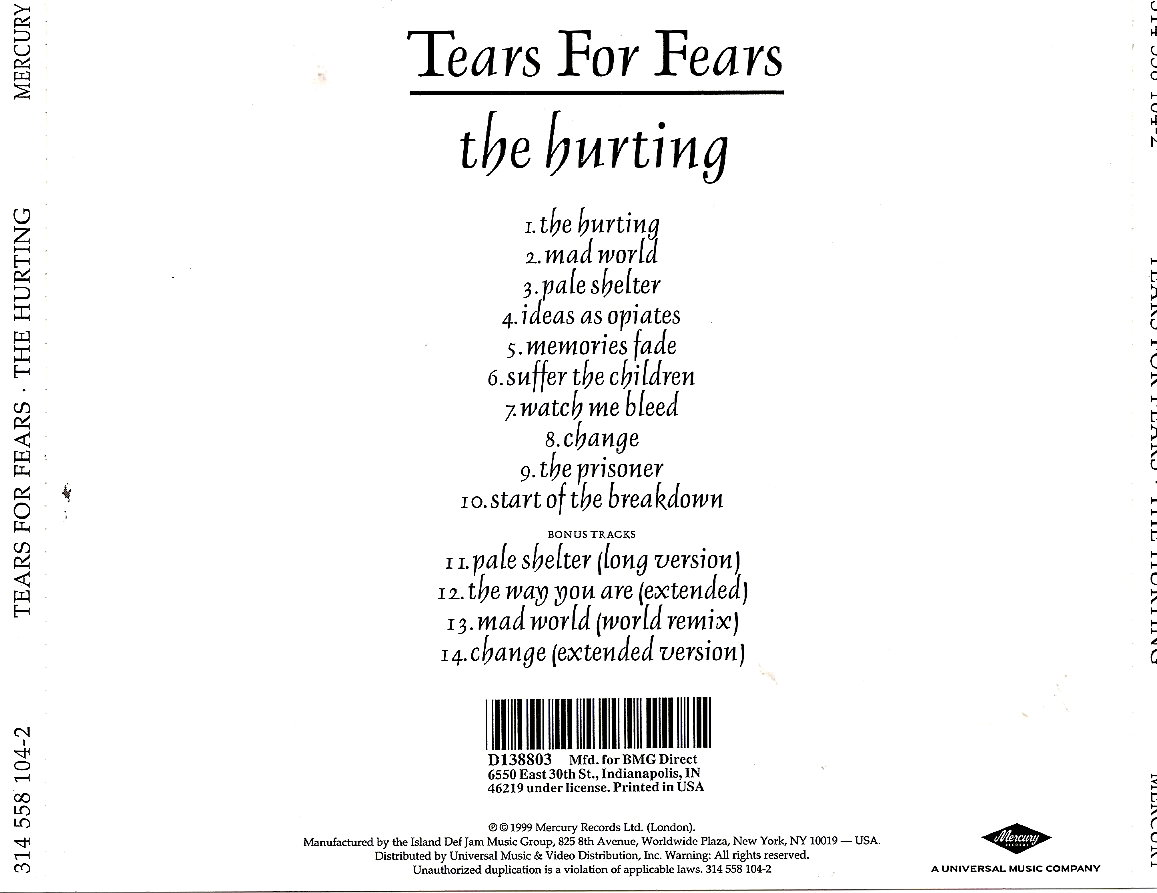 Tears For Fears
the hurting
1. the hurting
2. mad world
3. pale shelter
4. ideas as opiates
5. memories fade
6. suffer the children
7. watch me bleed
8. change
9. the prisoner
10. start of the breakdown
BONUS TRACKS
11. pale shelter (long version)
12. the way you are (extended)
13. mad world (world remix)
14. change (extended version)
D138803 Mfd. for BMG Direct
6550 East 30th St., Indianapolis, IN
46219 under license. Printed in USA
℗ © 1999 Mercury Records Ltd. (London).
Manufactured by the Island Def Jam Music Group, 825 8th Avenue, Worldwide Plaza, New York, NY 10019 — USA.
Distributed by Universal Music & Video Distribution, Inc. Warning: All rights reserved.
Unauthorized duplication is a violation of applicable laws. 314 558 104-2
Mercury
RECORDS
A UNIVERSAL MUSIC COMPANY
314 558 104-2 TEARS FOR FEARS · THE HURTING MERCURY